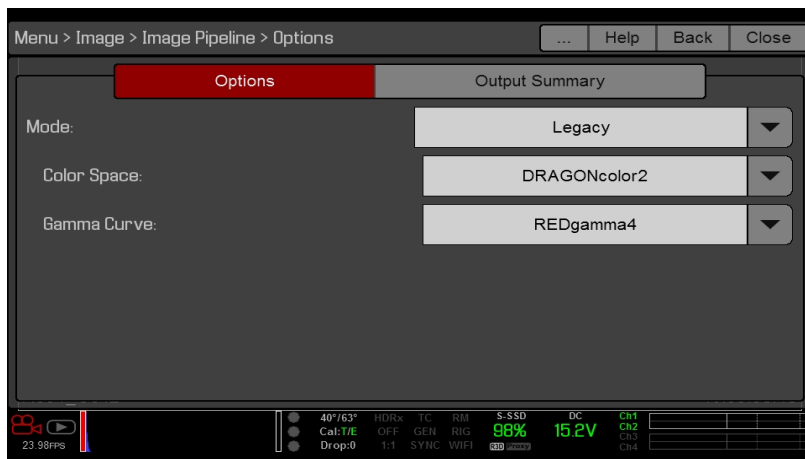 Menu > Image > Image Pipeline > Options ... Help Back Close
Options Output Summary
Mode: Legacy
Color Space: DRAGONcolor2
Gamma Curve: REDgamma4
40°/63° HDRx TC RM S-SSD DC Ch1
Cal:T/E OFF GEN RIG 98% 15.2V Ch2
23.98FPS Drop:0 1:1 SYNC WIFI R3D Proxy Ch3
Ch4